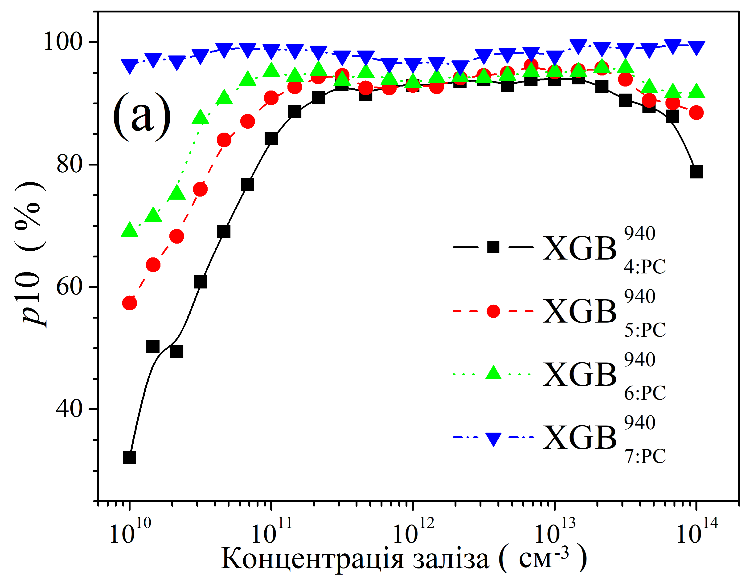 100
80
60
40
p10 ( % )
(a)
XGB 940 4:PC
XGB 940 5:PC
XGB 940 6:PC
XGB 940 7:PC
10^10 10^11 10^12 10^13 10^14
Концентрація заліза ( см^-3 )